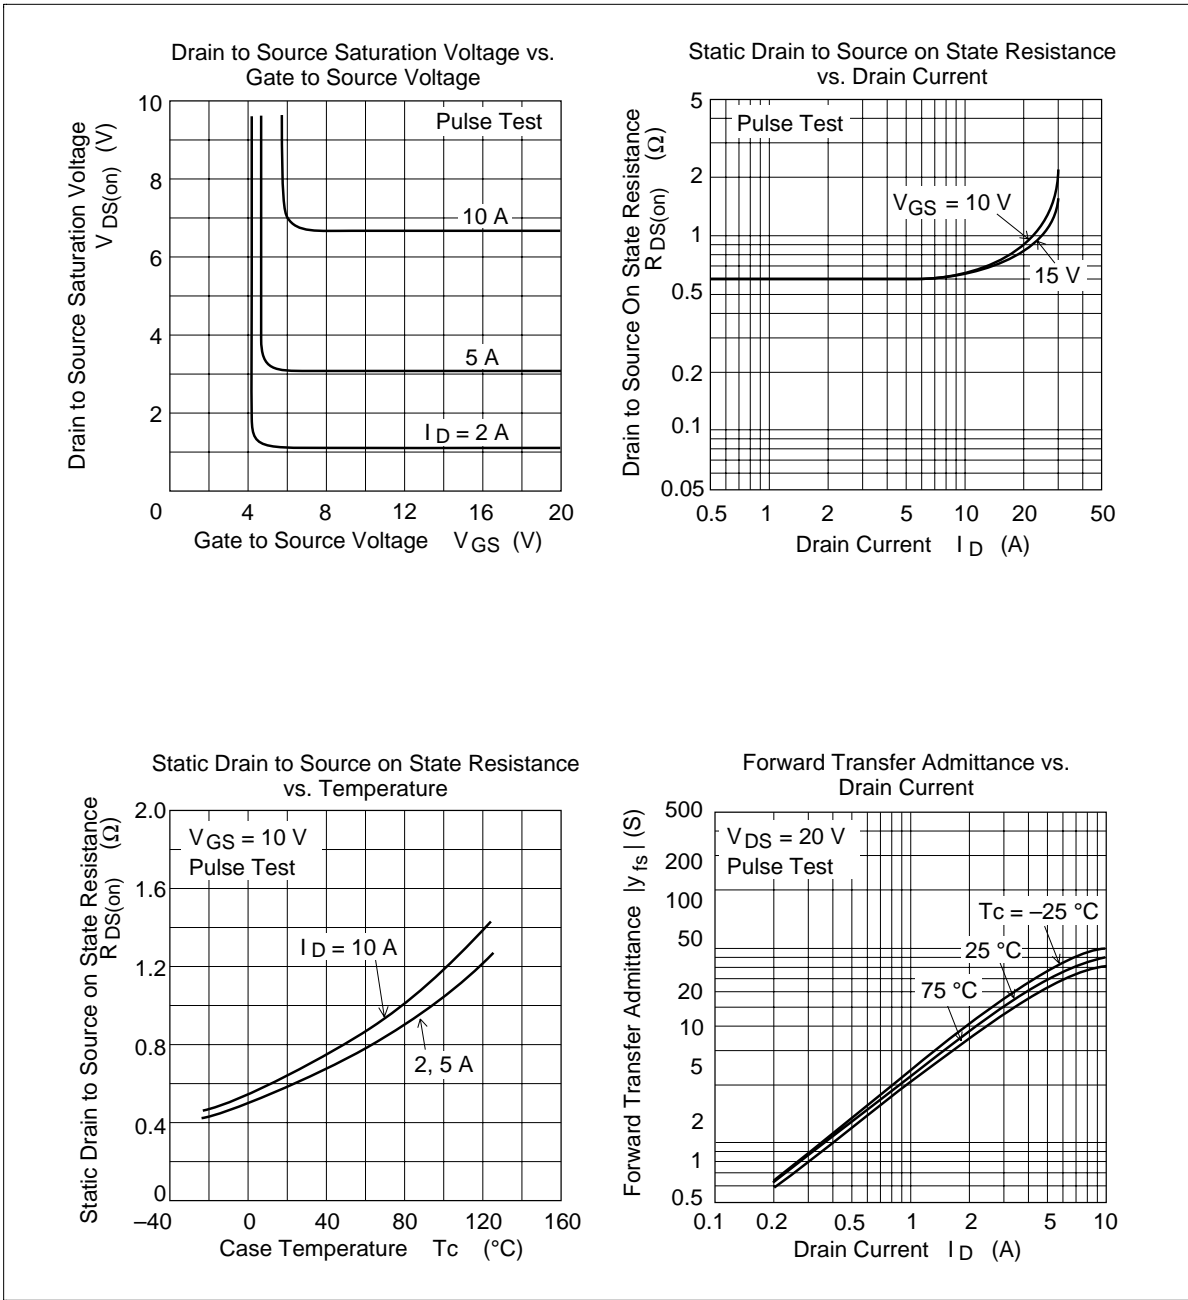 Drain to Source Saturation Voltage vs.
Gate to Source Voltage
Drain to Source Saturation Voltage
V DS(on) (V)
10
8
6
4
2
0
Pulse Test
10 A
5 A
I D = 2 A
4
8
12
16
20
Gate to Source Voltage V GS (V)
Static Drain to Source on State Resistance
vs. Drain Current
Drain to Source On State Resistance
R DS(on) (Ω)
5
2
1
0.5
0.2
0.1
0.05
Pulse Test
V GS = 10 V
15 V
0.5
1
2
5
10
20
50
Drain Current I D (A)
Static Drain to Source on State Resistance
vs. Temperature
Static Drain to Source on State Resistance
R DS(on) (Ω)
2.0
1.6
1.2
0.8
0.4
0
V GS = 10 V
Pulse Test
I D = 10 A
2, 5 A
–40
0
40
80
120
160
Case Temperature Tc (°C)
Forward Transfer Admittance vs.
Drain Current
Forward Transfer Admittance |y fs | (S)
500
200
100
50
20
10
5
2
1
0.5
V DS = 20 V
Pulse Test
Tc = –25 °C
25 °C
75 °C
0.1
0.2
0.5
1
2
5
10
Drain Current I D (A)